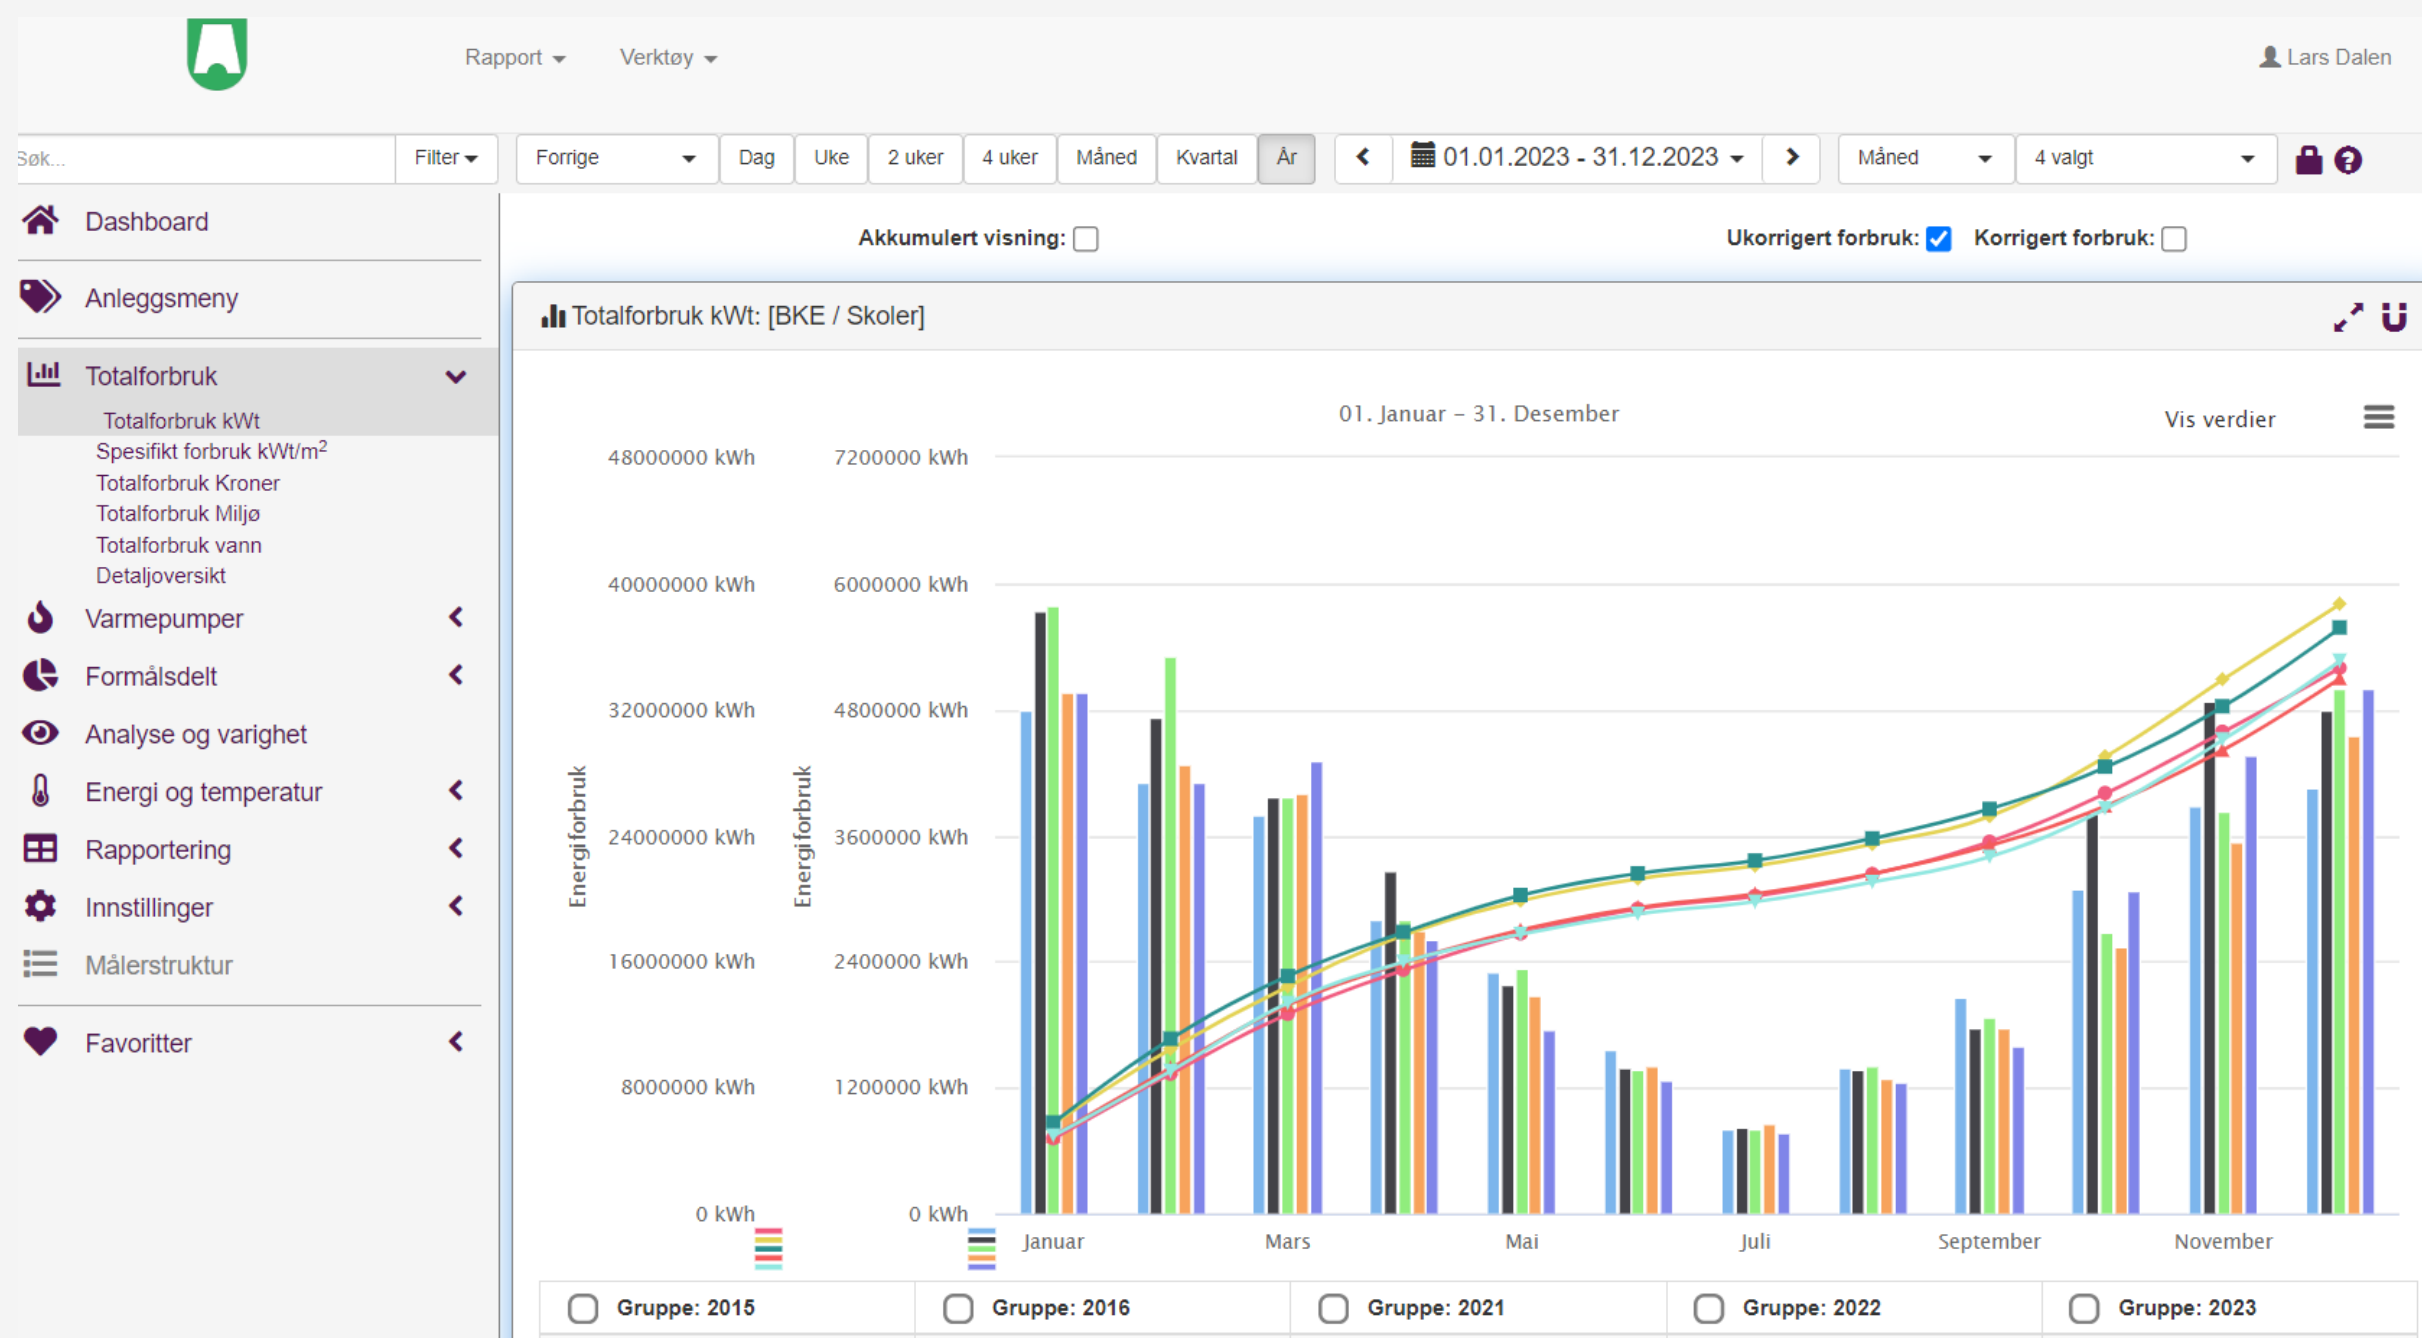 Rapport Verktøy Lars Dalen
Søk... Filter Forrige Dag Uke 2 uker 4 uker Måned Kvartal År 01.01.2023 - 31.12.2023 Måned 4 valgt
Akkumulert visning: Ukorrigert forbruk: Korrigert forbruk:
Dashboard
Anleggsmeny
Totalforbruk
Totalforbruk kWt
Spesifikt forbruk kWt/m²
Totalforbruk Kroner
Totalforbruk Miljø
Totalforbruk vann
Detaljoversikt
Varmepumper
Formålsdelt
Analyse og varighet
Energi og temperatur
Rapportering
Innstillinger
Målerstruktur
Favoritter
Totalforbruk kWt: [BKE / Skoler]
01. Januar – 31. Desember
Vis verdier
48000000 kWh 7200000 kWh
40000000 kWh 6000000 kWh
32000000 kWh 4800000 kWh
24000000 kWh 3600000 kWh
16000000 kWh 2400000 kWh
8000000 kWh 1200000 kWh
0 kWh 0 kWh
Energiforbruk
Energiforbruk
Januar Mars Mai Juli September November
Gruppe: 2015 Gruppe: 2016 Gruppe: 2021 Gruppe: 2022 Gruppe: 2023